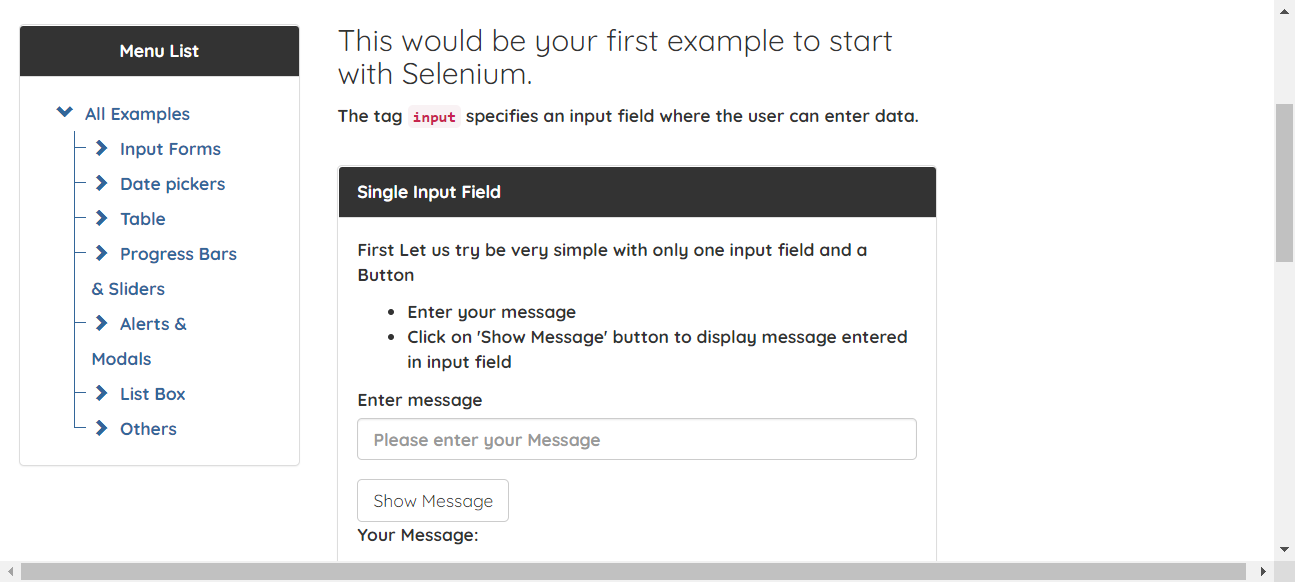 Menu List
All Examples
Input Forms
Date pickers
Table
Progress Bars
& Sliders
Alerts &
Modals
List Box
Others
This would be your first example to start
with Selenium.
The tag input specifies an input field where the user can enter data.
Single Input Field
First Let us try be very simple with only one input field and a
Button
Enter your message
Click on 'Show Message' button to display message entered
in input field
Enter message
Please enter your Message
Show Message
Your Message: